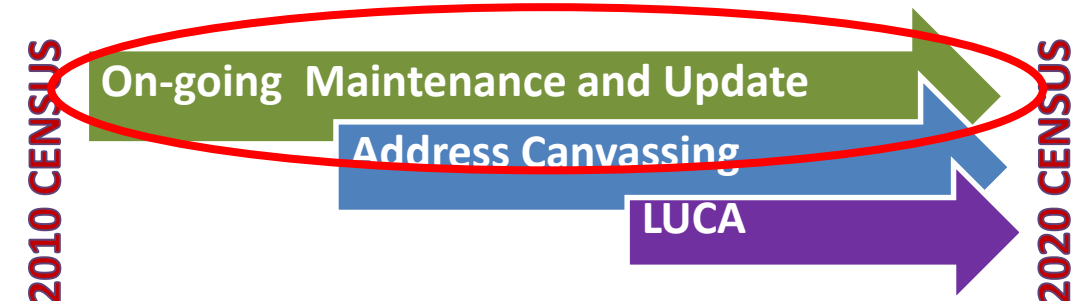 2010 CENSUS
On-going Maintenance and Update
Address Canvassing
LUCA
2020 CENSUS